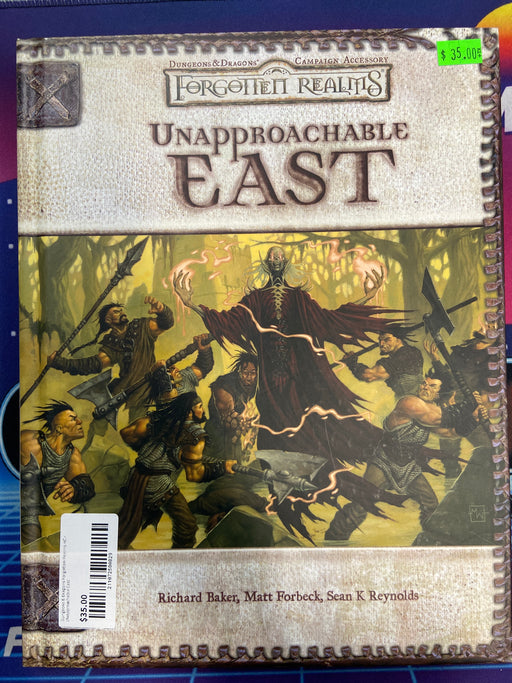 $ 35.00
DUNGEONS & DRAGONS® CAMPAIGN ACCESSORY
FORGOTTEN REALMS
UNAPPROACHABLE
EAST
Richard Baker, Matt Forbeck, Sean K Reynolds
$35.00